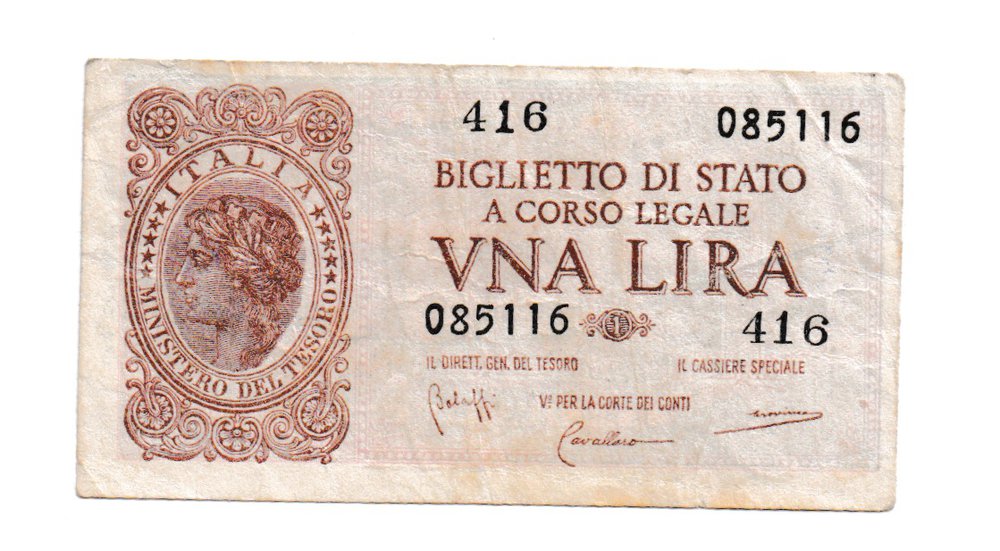 416 085116
ITALIA
MINISTERO DEL TESORO
BIGLIETTO DI STATO
A CORSO LEGALE
VNA LIRA
085116 1 416
IL DIRETT. GEN. DEL TESORO IL CASSIERE SPECIALE
Bolaffi Vº PER LA CORTE DEI CONTI
Cavallaro